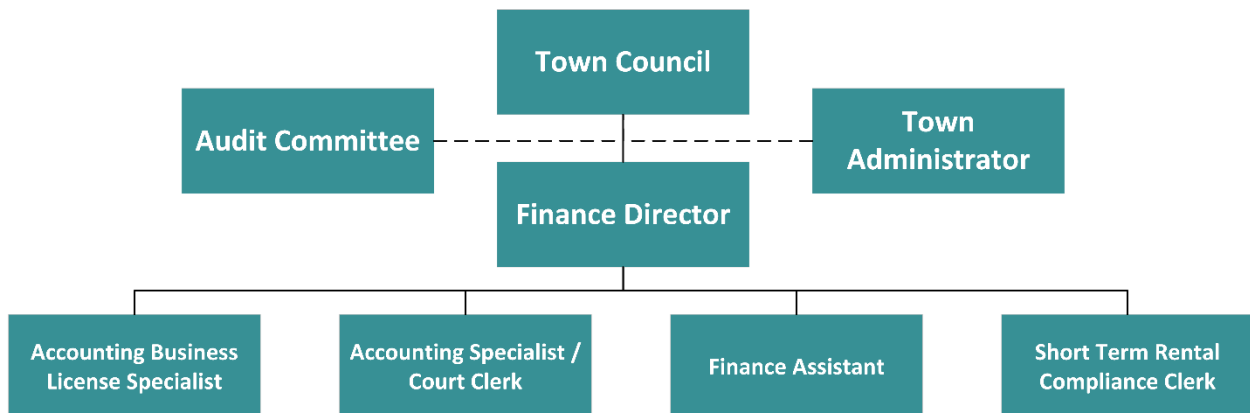 Town Council
Audit Committee
Town
Administrator
Finance Director
Accounting Business
License Specialist
Accounting Specialist /
Court Clerk
Finance Assistant
Short Term Rental
Compliance Clerk